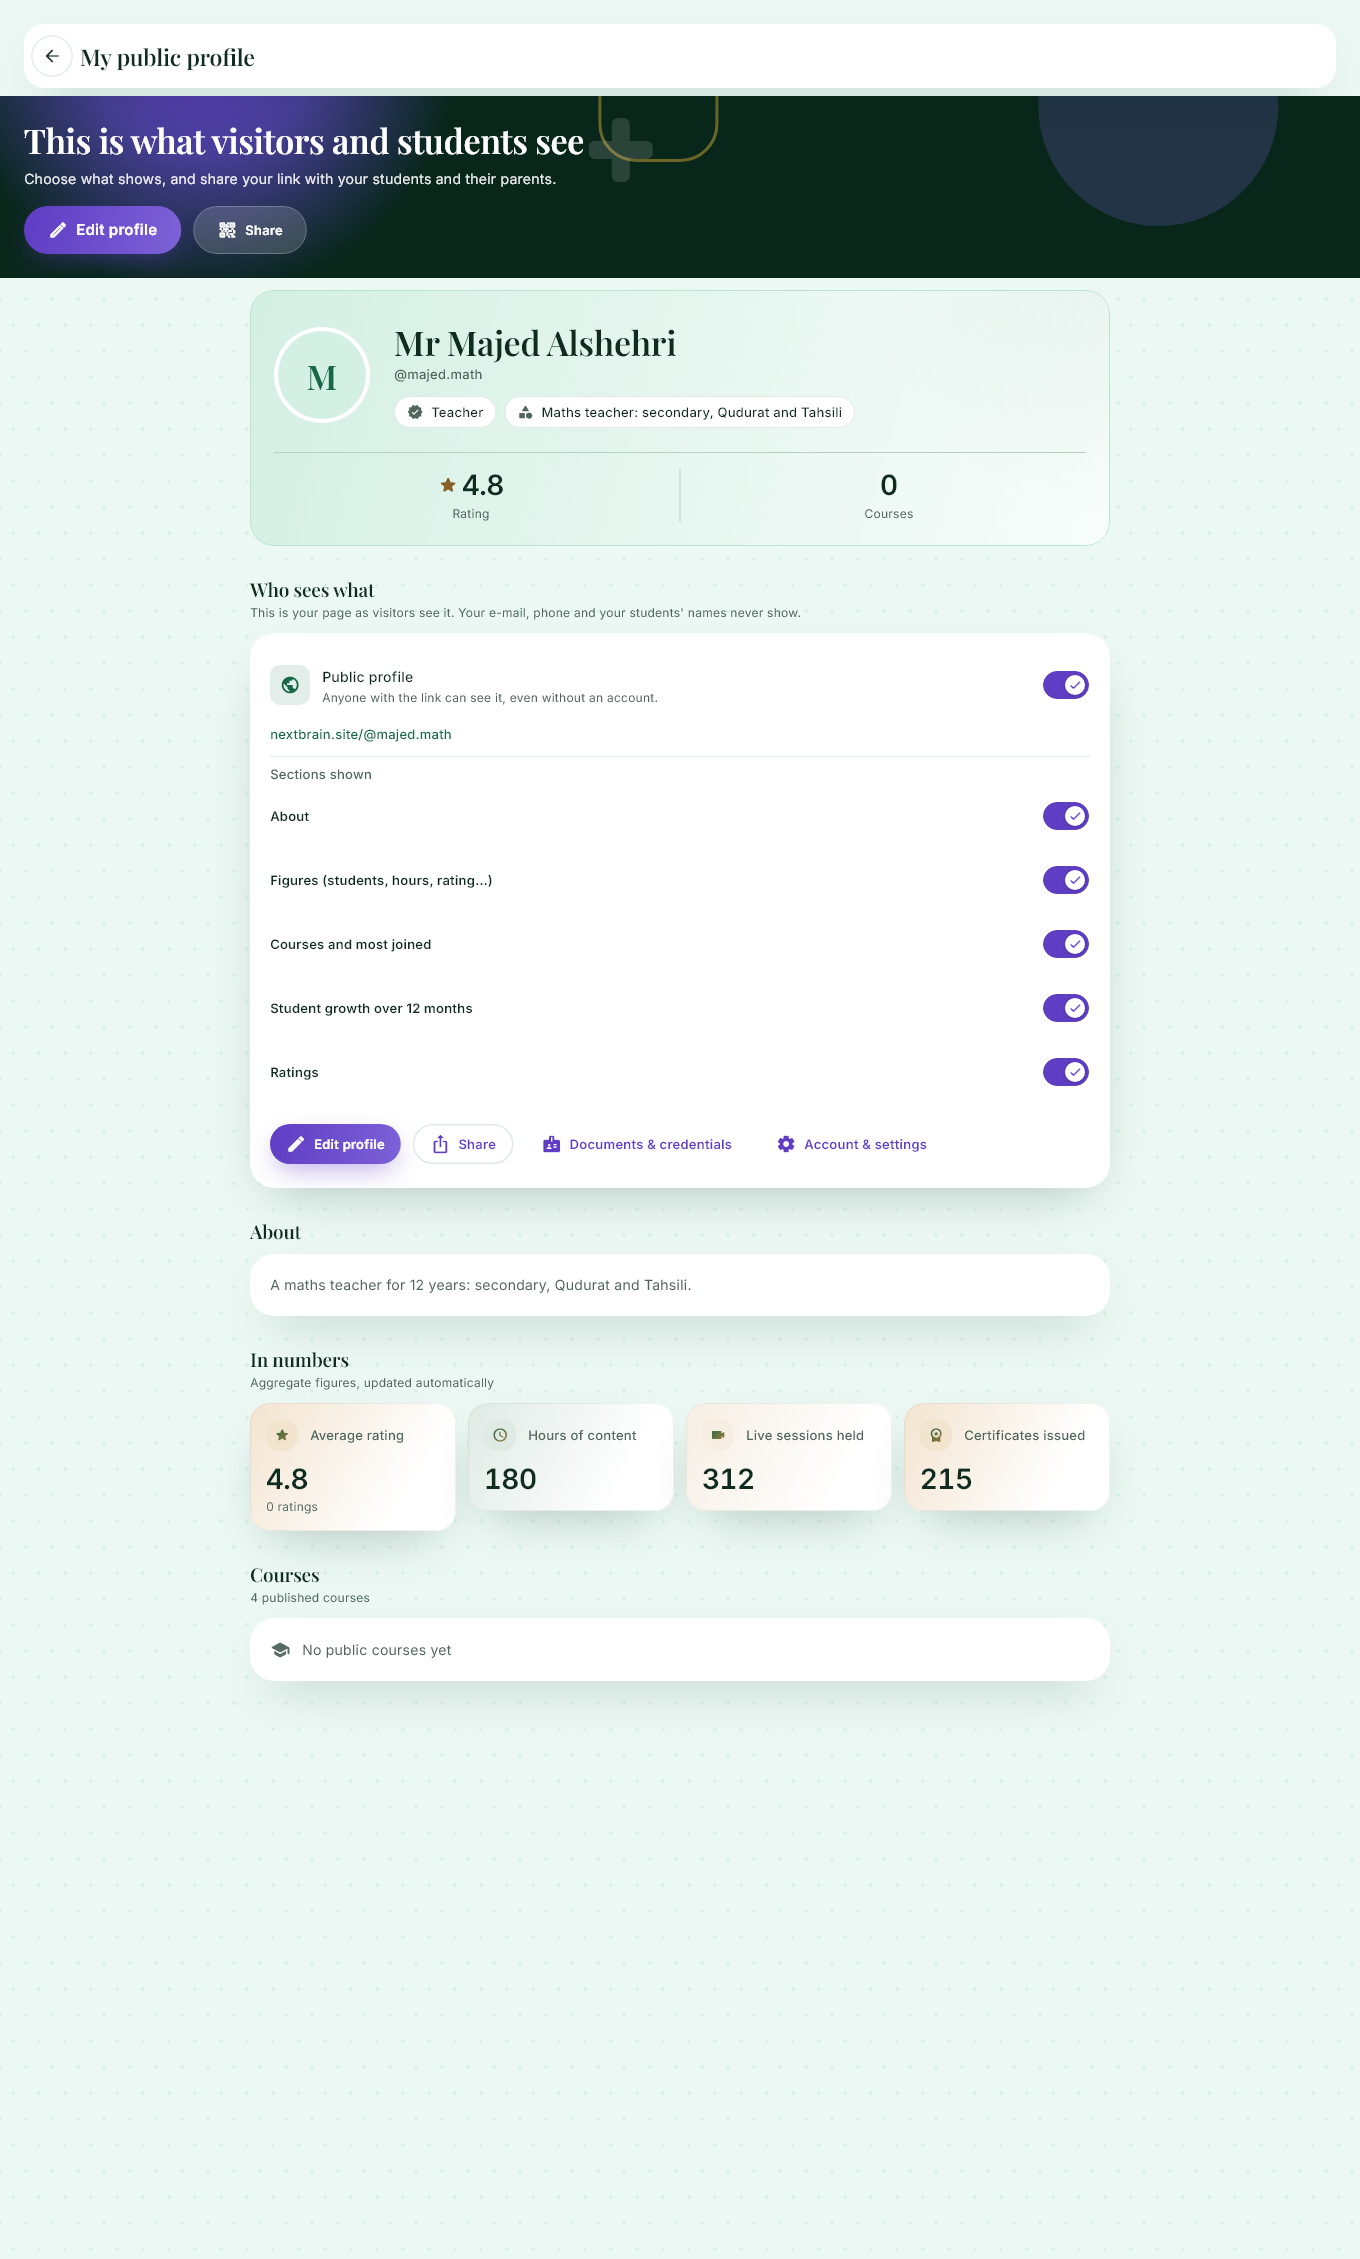 My public profile
This is what visitors and students see
Choose what shows, and share your link with your students and their parents.
Edit profile
Share
M
Mr Majed Alshehri
@majed.math
Teacher
Maths teacher: secondary, Qudurat and Tahsili
4.8
Rating
0
Courses
Who sees what
This is your page as visitors see it. Your e-mail, phone and your students' names never show.
Public profile
Anyone with the link can see it, even without an account.
nextbrain.site/@majed.math
Sections shown
About
Figures (students, hours, rating…)
Courses and most joined
Student growth over 12 months
Ratings
Edit profile
Share
Documents & credentials
Account & settings
About
A maths teacher for 12 years: secondary, Qudurat and Tahsili.
In numbers
Aggregate figures, updated automatically
Average rating
4.8
0 ratings
Hours of content
180
Live sessions held
312
Certificates issued
215
Courses
4 published courses
No public courses yet